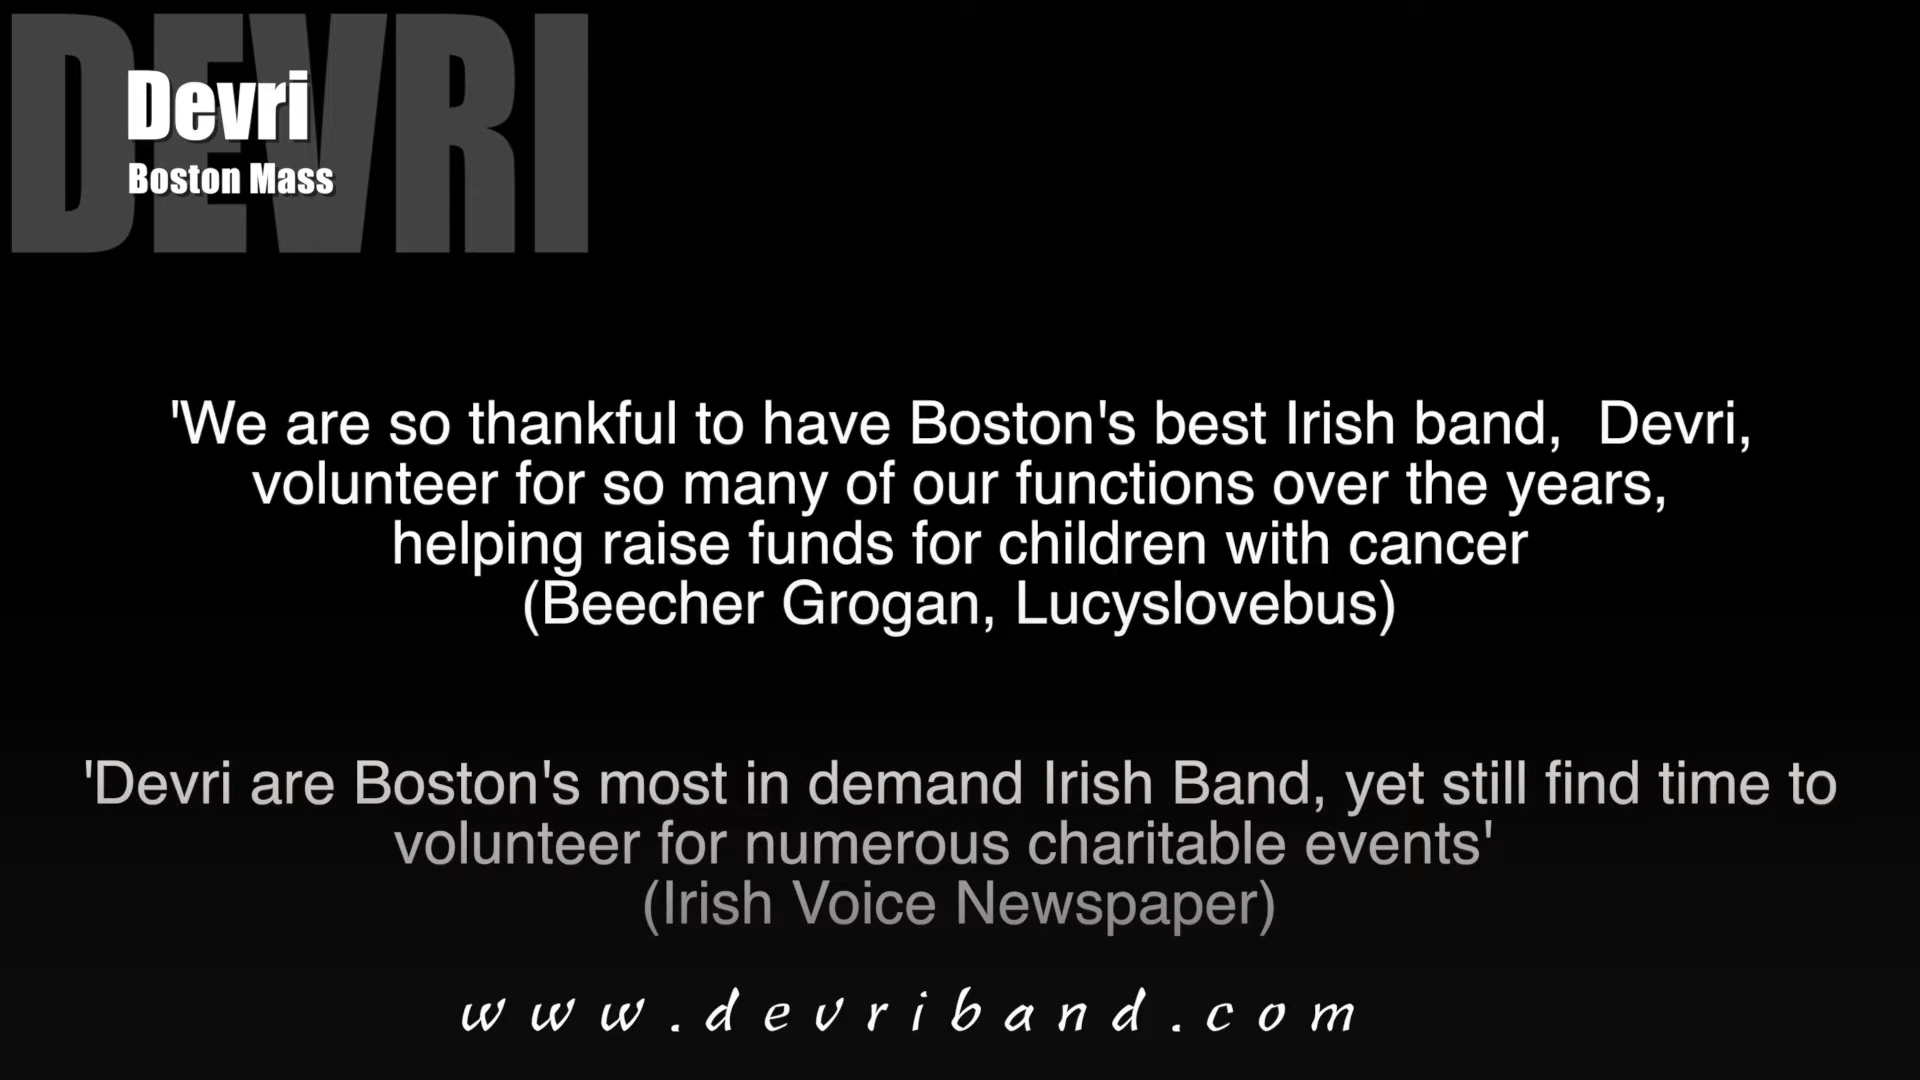 DEVRI
Devri
Boston Mass
'We are so thankful to have Boston's best Irish band,  Devri,
volunteer for so many of our functions over the years,
helping raise funds for children with cancer
(Beecher Grogan, Lucyslovebus)
'Devri are Boston's most in demand Irish Band, yet still find time to
volunteer for numerous charitable events'
(Irish Voice Newspaper)
www.devriband.com